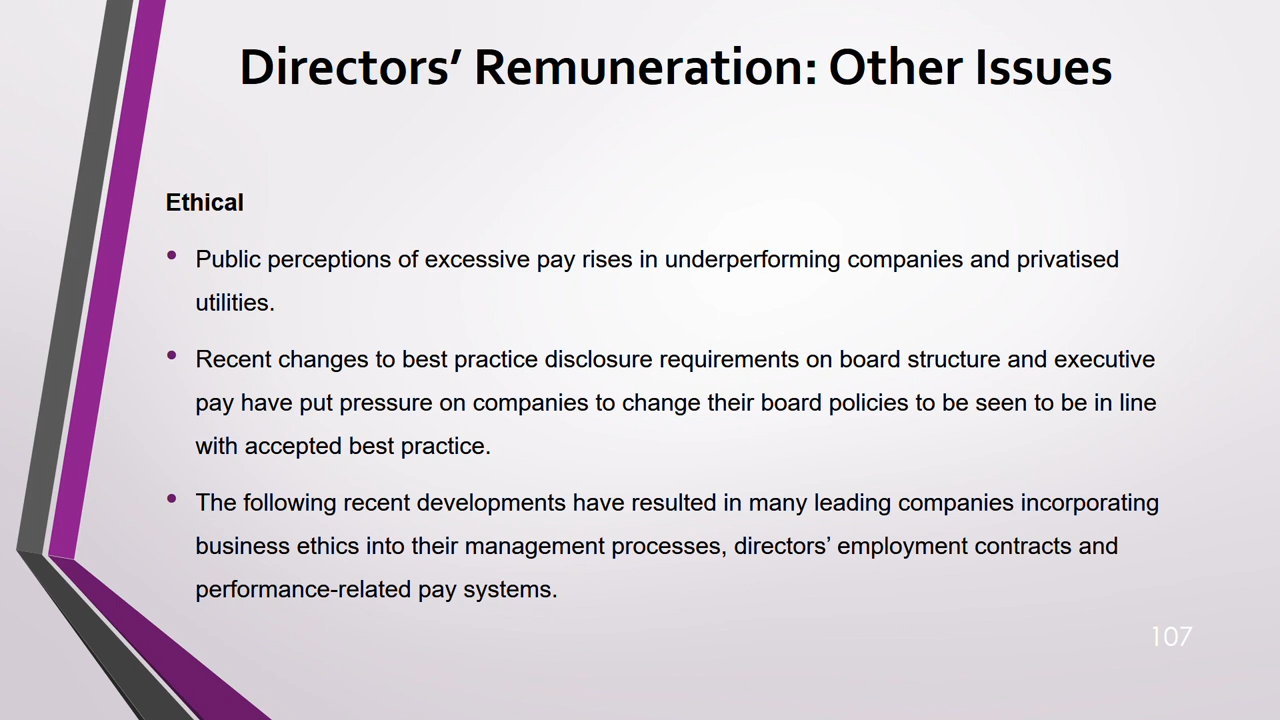 Directors’ Remuneration: Other Issues
Ethical
• Public perceptions of excessive pay rises in underperforming companies and privatised
utilities.
• Recent changes to best practice disclosure requirements on board structure and executive
pay have put pressure on companies to change their board policies to be seen to be in line
with accepted best practice.
• The following recent developments have resulted in many leading companies incorporating
business ethics into their management processes, directors’ employment contracts and
performance-related pay systems.
107